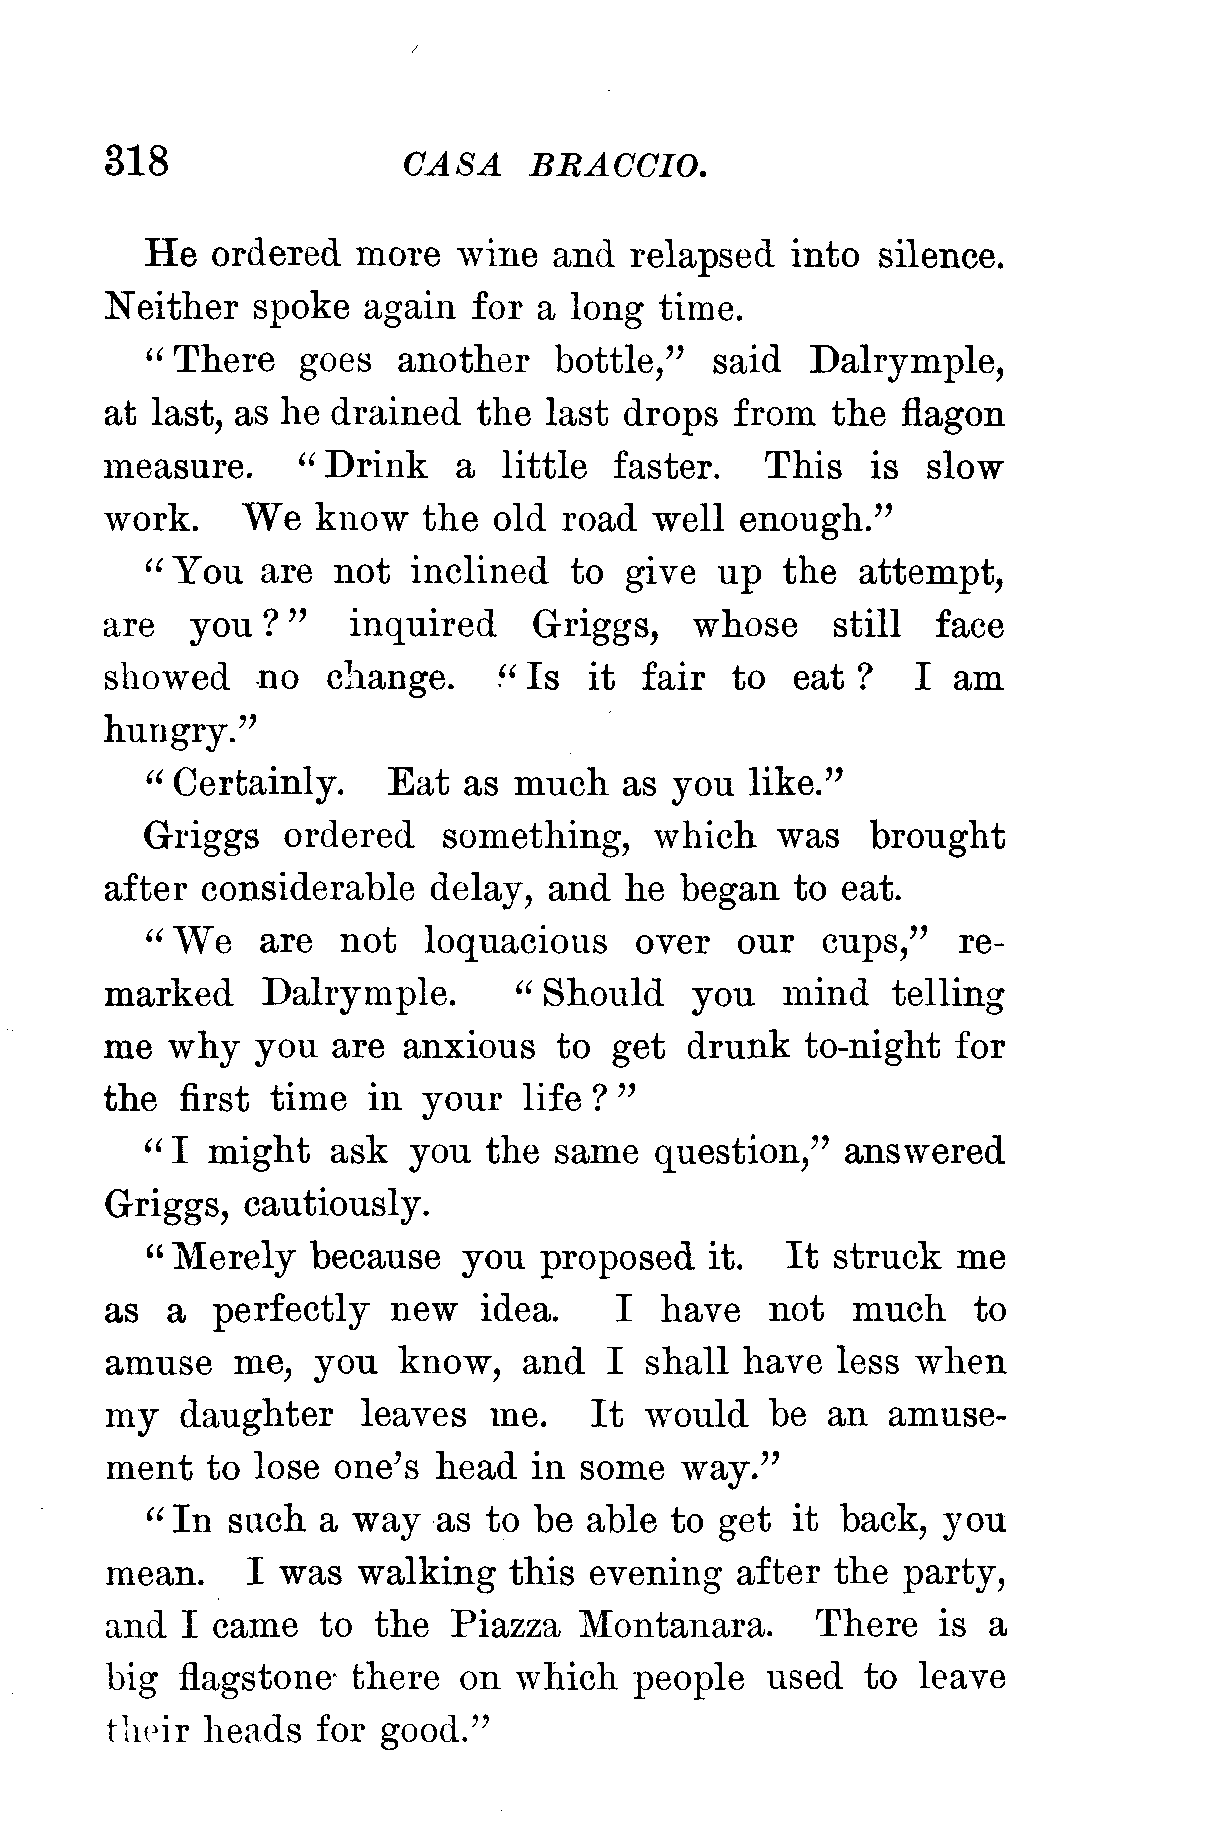 318 CASA BRACCIO.
He ordered more wine and relapsed into silence.
Neither spoke again for a long time.
"There goes another bottle," said Dalrymple,
at last, as he drained the last drops from the flagon
measure. "Drink a little faster. This is slow
work. We know the old road well enough."
"You are not inclined to give up the attempt,
are you?" inquired Griggs, whose still face
showed no change. "Is it fair to eat? I am
hungry."
"Certainly. Eat as much as you like."
Griggs ordered something, which was brought
after considerable delay, and he began to eat.
"We are not loquacious over our cups," re-
marked Dalrymple. "Should you mind telling
me why you are anxious to get drunk to-night for
the first time in your life?"
"I might ask you the same question," answered
Griggs, cautiously.
"Merely because you proposed it. It struck me
as a perfectly new idea. I have not much to
amuse me, you know, and I shall have less when
my daughter leaves me. It would be an amuse-
ment to lose one's head in some way."
"In such a way as to be able to get it back, you
mean. I was walking this evening after the party,
and I came to the Piazza Montanara. There is a
big flagstone there on which people used to leave
their heads for good."